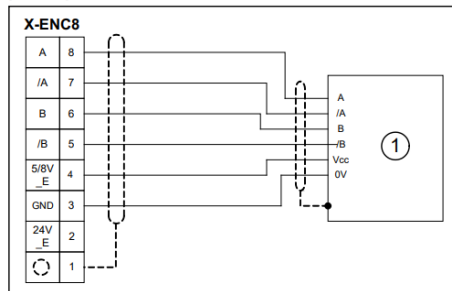 X-ENC8
A 8
/A 7
B 6
/B 5
5/8V
_E 4
GND 3
24V
_E 2
1
A
/A
B
/B
Vcc
0V
1